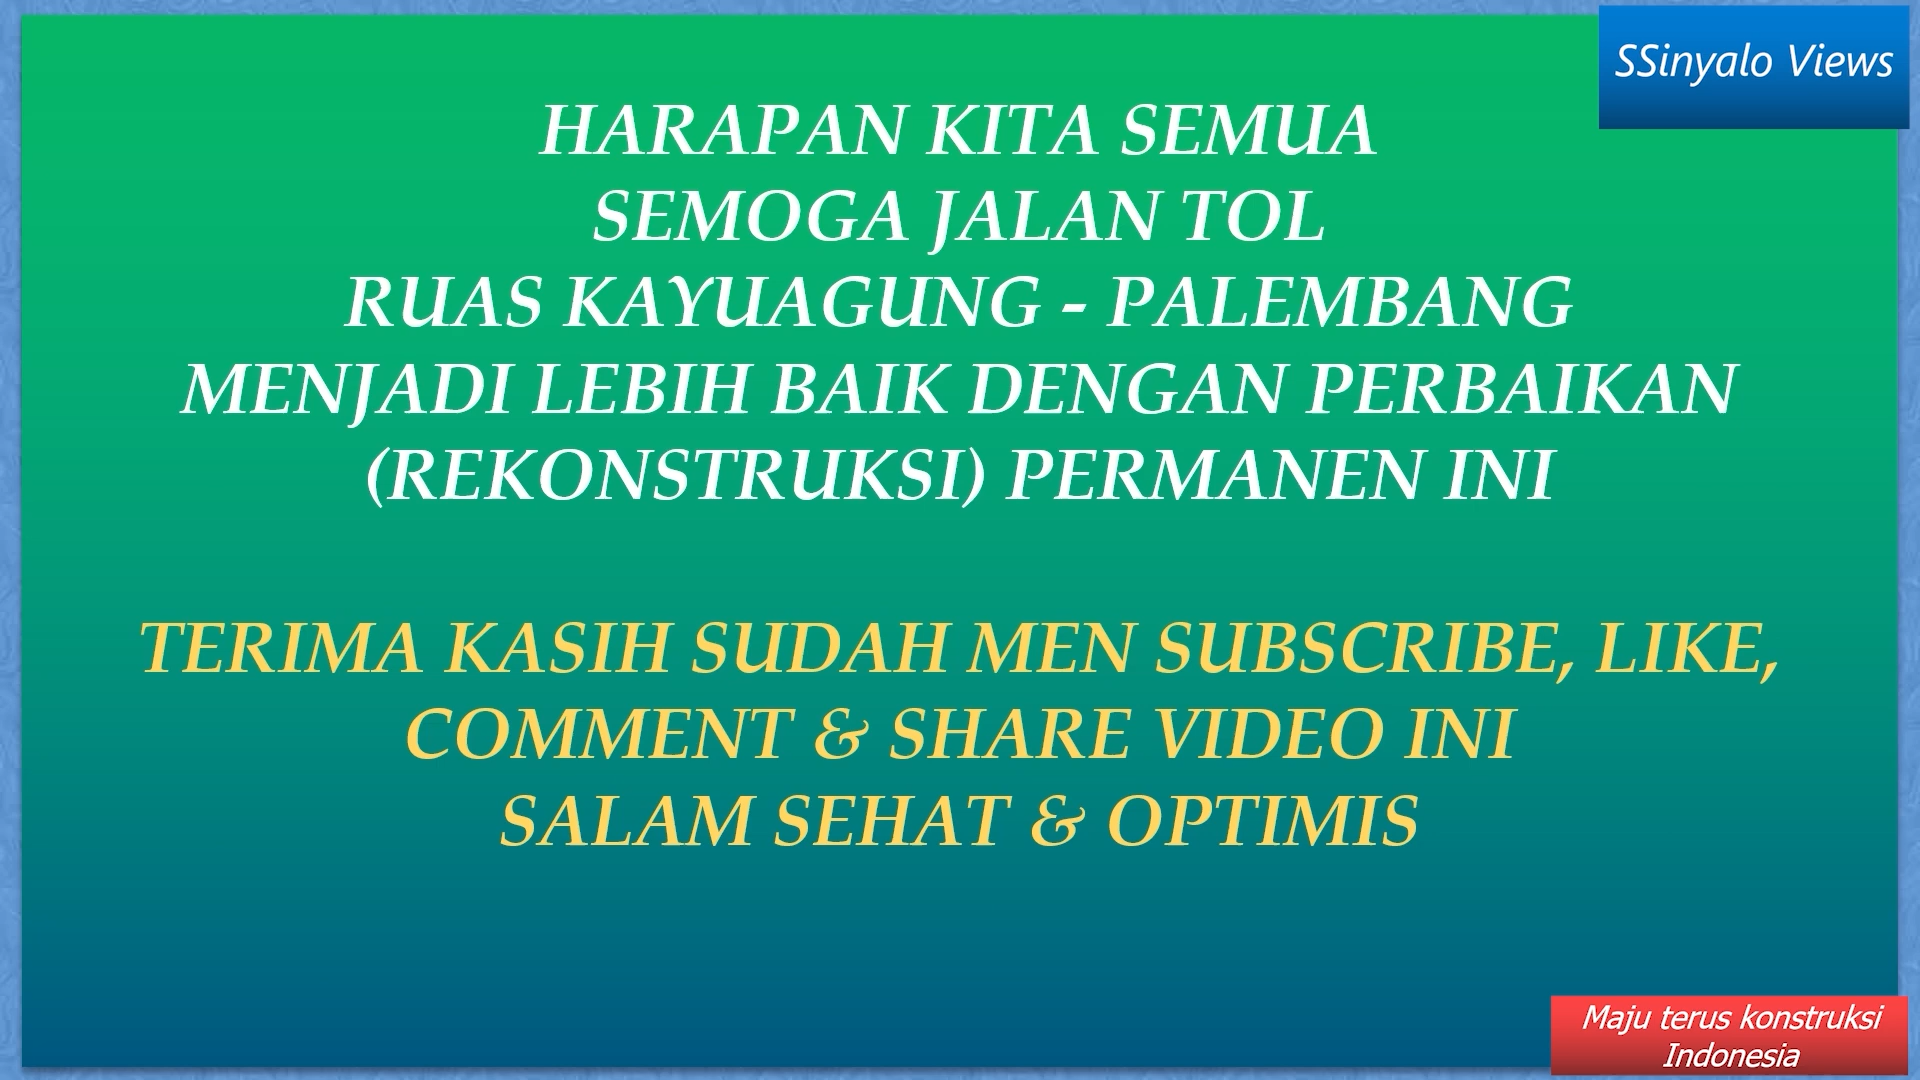 SSinyalo Views
HARAPAN KITA SEMUA
SEMOGA JALAN TOL
RUAS KAYUAGUNG - PALEMBANG
MENJADI LEBIH BAIK DENGAN PERBAIKAN
(REKONSTRUKSI) PERMANEN INI
TERIMA KASIH SUDAH MEN SUBSCRIBE, LIKE,
COMMENT & SHARE VIDEO INI
SALAM SEHAT & OPTIMIS
Maju terus konstruksi
Indonesia